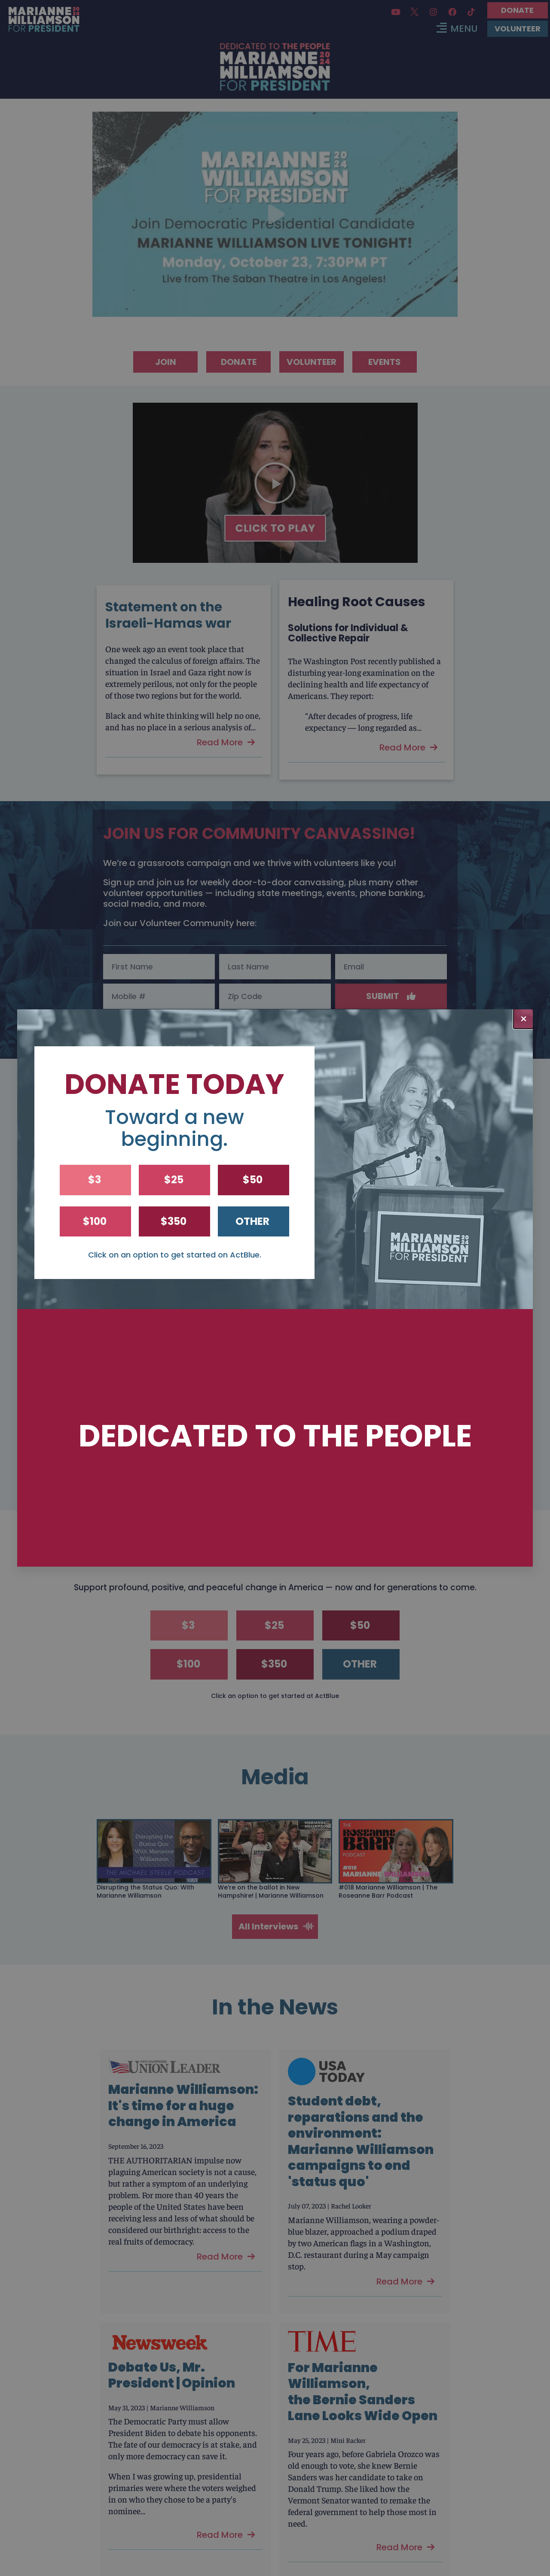 MARIANNE 2024
WILLIAMSON
FOR PRESIDENT
DONATE
MENU
VOLUNTEER
DEDICATED TO THE PEOPLE
MARIANNE 2024
WILLIAMSON
FOR PRESIDENT
MARIANNE 2024
WILLIAMSON
FOR PRESIDENT
Join Democratic Presidential Candidate
MARIANNE WILLIAMSON LIVE TONIGHT!
Monday, October 23, 7:30PM PT
Live from The Saban Theatre in Los Angeles!
JOIN
DONATE
VOLUNTEER
EVENTS
CLICK TO PLAY
Statement on the
Israeli-Hamas war
One week ago an event took place that
changed the calculus of foreign affairs. The
situation in Israel and Gaza right now is
extremely perilous, not only for the people
of those two regions but for the world.
Black and white thinking will help no one,
and has no place in a serious analysis of...
Read More →
Healing Root Causes
Solutions for Individual &
Collective Repair
The Washington Post recently published a
disturbing year-long examination on the
declining health and life expectancy of
Americans. They report:
"After decades of progress, life
expectancy — long regarded as...
Read More →
JOIN US FOR COMMUNITY CANVASSING!
We're a grassroots campaign and we thrive with volunteers like you!
Sign up and join us for weekly door-to-door canvassing, plus many other
volunteer opportunities — including state meetings, events, phone banking,
social media, and more.
Join our Volunteer Community here:
First Name
Last Name
Email
Mobile #
Zip Code
SUBMIT
×
DONATE TODAY
Toward a new
beginning.
$3
$25
$50
$100
$350
OTHER
Click on an option to get started on ActBlue.
MARIANNE 2024
WILLIAMSON
FOR PRESIDENT
DEDICATED TO THE PEOPLE
Support profound, positive, and peaceful change in America — now and for generations to come.
$3
$25
$50
$100
$350
OTHER
Click an option to get started at ActBlue
Media
Disrupting the
Status Quo
With Marianne
Williamson
THE MICHAEL STEELE PODCAST
Disrupting the Status Quo: With
Marianne Williamson
We're on the ballot in New
Hampshire! | Marianne Williamson
THE
ROSEANNE
BARR
PODCAST
#018
MARIANNE WILLIAMSON
#018 Marianne Williamson | The
Roseanne Barr Podcast
All Interviews
In the News
UNION LEADER
Marianne Williamson:
It's time for a huge
change in America
September 16, 2023
THE AUTHORITARIAN impulse now
plaguing American society is not a cause,
but rather a symptom of an underlying
problem. For more than 40 years the
people of the United States have been
receiving less and less of what should be
considered our birthright: access to the
real fruits of democracy.
Read More →
USA
TODAY
Student debt,
reparations and the
environment:
Marianne Williamson
campaigns to end
'status quo'
July 07, 2023 | Rachel Looker
Marianne Williamson, wearing a powder-
blue blazer, approached a podium draped
by two American flags in a Washington,
D.C. restaurant during a May campaign
stop.
Read More →
Newsweek
Debate Us, Mr.
President | Opinion
May 31, 2023 | Marianne Williamson
The Democratic Party must allow
President Biden to debate his opponents.
The fate of our democracy is at stake, and
only more democracy can save it.
When I was growing up, presidential
primaries were where the voters weighed
in on who they chose to be a party's
nominee...
Read More →
TIME
For Marianne
Williamson,
the Bernie Sanders
Lane Looks Wide Open
May 25, 2023 | Mini Racker
Four years ago, before Gabriela Orozco was
old enough to vote, she knew Bernie
Sanders was her candidate to take on
Donald Trump. She liked how the
Vermont Senator wanted to remake the
federal government to help those most in
need.
Read More →